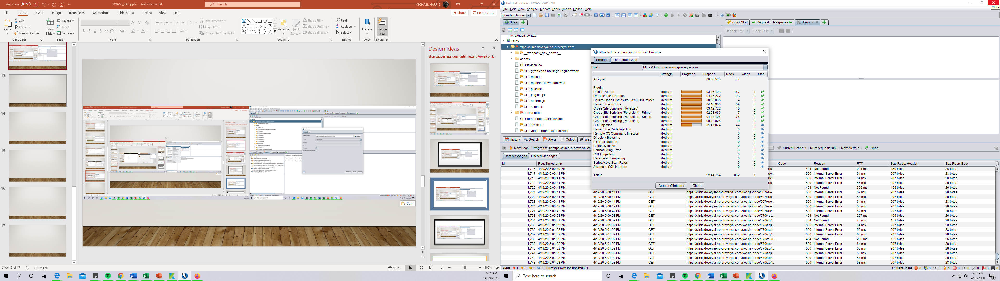 AutoSave Off OWASP_ZAP.pptx - AutoRecovered Search MICHAEL HARRIS
File Home Insert Design Transitions Animations Slide Show Review View Help Share Comments
Paste Cut Copy Format Painter Clipboard
New Slide Layout Reset Section Slides
Font
Text Direction Align Text Convert to SmartArt Paragraph
Arrange Quick Styles Shape Fill Shape Outline Shape Effects Drawing
Find Replace Select Editing
Dictate Voice
Design Ideas Designer
13
14
15
16
17
(Ctrl)
Design Ideas
Stop suggesting ideas until I restart PowerPoint.
Slide 12 of 17 Recovered Notes 100%
5:01 PM
4/19/2020
Untitled Session - OWASP ZAP 2.9.0
Close
File Edit View Analyse Report Tools Import Online Help
Standard Mode
Sites
Quick Start Request Response Break
Header: Text Body: Text
Default Context
Sites
https://clinic.doveryai-no-proveryai.com
__webpack_dev_server__
assets
GET:favicon.ico
GET:glyphicons-halflings-regular.woff2
GET:main.js
GET:montserrat-webfont.woff
GET:petclinic
GET:polyfills.js
GET:runtime.js
GET:scripts.js
sockjs-node
GET:spring-logo-dataflow.png
GET:styles.js
GET:varela_round-webfont.woff
https://clinic..o-proveryai.com Scan Progress
Progress Response Chart
Host: https://clinic.doveryai-no-proveryai.com
Strength Progress Elapsed Reqs Alerts Stat...
Analyser 00:06.523 47
Plugin
Path Traversal Medium 03:16.123 167 1
Remote File Inclusion Medium 03:15.272 93 0
Source Code Disclosure - /WEB-INF folder Medium 00:00.865 4 0
Server Side Include Medium 04:16.950 59 0
Cross Site Scripting (Reflected) Medium 03:12.722 15 0
Cross Site Scripting (Persistent) - Prime Medium 02:28.660 7 0
Cross Site Scripting (Persistent) - Spider Medium 04:14.106 76 0
Cross Site Scripting (Persistent) Medium 00:13.026 0 0
SQL Injection Medium 01:41.074 44 0
Server Side Code Injection Medium 0 0
Remote OS Command Injection Medium 0 0
Directory Browsing Medium 0 0
External Redirect Medium 0 0
Buffer Overflow Medium 0 0
Format String Error Medium 0 0
CRLF Injection Medium 0 0
Parameter Tampering Medium 0 0
Script Active Scan Rules Medium 0 0
Advanced SQL Injection Medium 0 0
Totals 22:44.754 862 1
Copy to Clipboard Close
History Search Alerts Output Web
New Scan Progress: 0: https://clinic..o-proveryai.com Current Scans: 1 Num requests: 858 New Alerts: 1 Export
Sent Messages Filtered Messages
Id Req. Timestamp Code Reason RTT Size Resp. Header Size Resp. Body
1,716 4/19/20 5:00:40 PM 404 Not Found 234 ms 159 bytes 26 bytes
1,717 4/19/20 5:00:41 PM 500 Internal Server Error 51 ms 207 bytes 28 bytes
1,718 4/19/20 5:00:41 PM 500 Internal Server Error 54 ms 207 bytes 28 bytes
1,719 4/19/20 5:00:41 PM 500 Internal Server Error 55 ms 207 bytes 28 bytes
1,720 4/19/20 5:00:41 PM 404 Not Found 326 ms 159 bytes 26 bytes
1,721 4/19/20 5:00:41 PM 4/19/20 5:00:41 PM GET https://clinic.doveryai-no-proveryai.com/sockjs-node/507/xue... 500 Internal Server Error 52 ms 207 bytes 28 bytes
1,722 4/19/20 5:00:41 PM 4/19/20 5:00:41 PM GET https://clinic.doveryai-no-proveryai.com/sockjs-node/507/xue... 500 Internal Server Error 54 ms 207 bytes 28 bytes
1,723 4/19/20 5:00:41 PM 4/19/20 5:00:41 PM GET https://clinic.doveryai-no-proveryai.com/sockjs-node/507/xue... 500 Internal Server Error 64 ms 207 bytes 28 bytes
1,724 4/19/20 5:00:42 PM 4/19/20 5:00:42 PM GET https://clinic.doveryai-no-proveryai.com/sockjs-node/507/xue... 500 Internal Server Error 55 ms 207 bytes 28 bytes
1,727 4/19/20 5:00:42 PM 4/19/20 5:00:42 PM GET https://clinic.doveryai-no-proveryai.com/sockjs-node/507/xue... 500 Internal Server Error 62 ms 207 bytes 28 bytes
1,733 4/19/20 5:00:58 PM 4/19/20 5:00:58 PM GET https://clinic.doveryai-no-proveryai.com/sockjs-node/670/4sc... 404 Not Found 257 ms 159 bytes 26 bytes
1,734 4/19/20 5:00:59 PM 4/19/20 5:00:59 PM GET https://clinic.doveryai-no-proveryai.com/sockjs-node/670/aq4... 404 Not Found 70 ms 159 bytes 26 bytes
1,735 4/19/20 5:01:02 PM 4/19/20 5:01:02 PM GET https://clinic.doveryai-no-proveryai.com/sockjs-node/670/aq4... 500 Internal Server Error 64 ms 207 bytes 28 bytes
1,736 4/19/20 5:01:02 PM 4/19/20 5:01:02 PM GET https://clinic.doveryai-no-proveryai.com/sockjs-node/670/aq4... 500 Internal Server Error 59 ms 207 bytes 28 bytes
1,737 4/19/20 5:01:02 PM 4/19/20 5:01:02 PM GET https://clinic.doveryai-no-proveryai.com/sockjs-node/670/aq4... 500 Internal Server Error 55 ms 207 bytes 28 bytes
1,738 4/19/20 5:01:02 PM 4/19/20 5:01:02 PM GET https://clinic.doveryai-no-proveryai.com/sockjs-node/670/fs5ri... 404 Not Found 236 ms 159 bytes 26 bytes
1,739 4/19/20 5:01:02 PM 4/19/20 5:01:02 PM GET https://clinic.doveryai-no-proveryai.com/sockjs-node/670/aq4... 500 Internal Server Error 64 ms 207 bytes 28 bytes
1,740 4/19/20 5:01:02 PM 4/19/20 5:01:02 PM GET https://clinic.doveryai-no-proveryai.com/sockjs-node/670/aq4... 500 Internal Server Error 56 ms 207 bytes 28 bytes
1,741 4/19/20 5:01:02 PM 4/19/20 5:01:02 PM GET https://clinic.doveryai-no-proveryai.com/sockjs-node/670/aq4... 500 Internal Server Error 55 ms 207 bytes 28 bytes
1,742 4/19/20 5:01:03 PM 4/19/20 5:01:03 PM GET https://clinic.doveryai-no-proveryai.com/sockjs-node/670/aq4... 500 Internal Server Error 57 ms 207 bytes 28 bytes
1,743 4/19/20 5:01:03 PM 4/19/20 5:01:03 PM GET https://clinic.doveryai-no-proveryai.com/sockjs-node/670/aq4... 500 Internal Server Error 58 ms 207 bytes 28 bytes
Alerts 1 3 3 3 Primary Proxy: localhost:8081 Current Scans 0 0 0 1 0 0 0 0 0
Type here to search
5:01 PM
4/19/2020